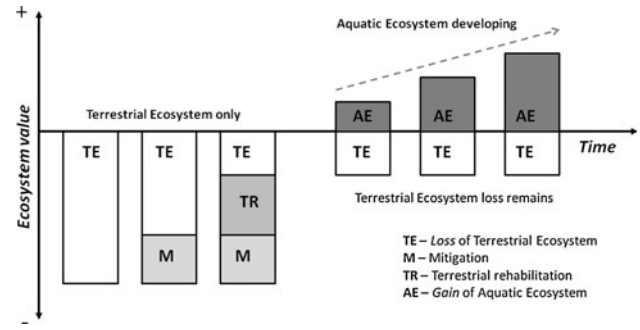 +
Ecosystem value
-
Aquatic Ecosystem developing
Terrestrial Ecosystem only
AE
AE
AE
TE
TE
TE
TE
TE
TE
Time
TR
M
M
Terrestrial Ecosystem loss remains
TE – Loss of Terrestrial Ecosystem
M – Mitigation
TR – Terrestrial rehabilitation
AE – Gain of Aquatic Ecosystem